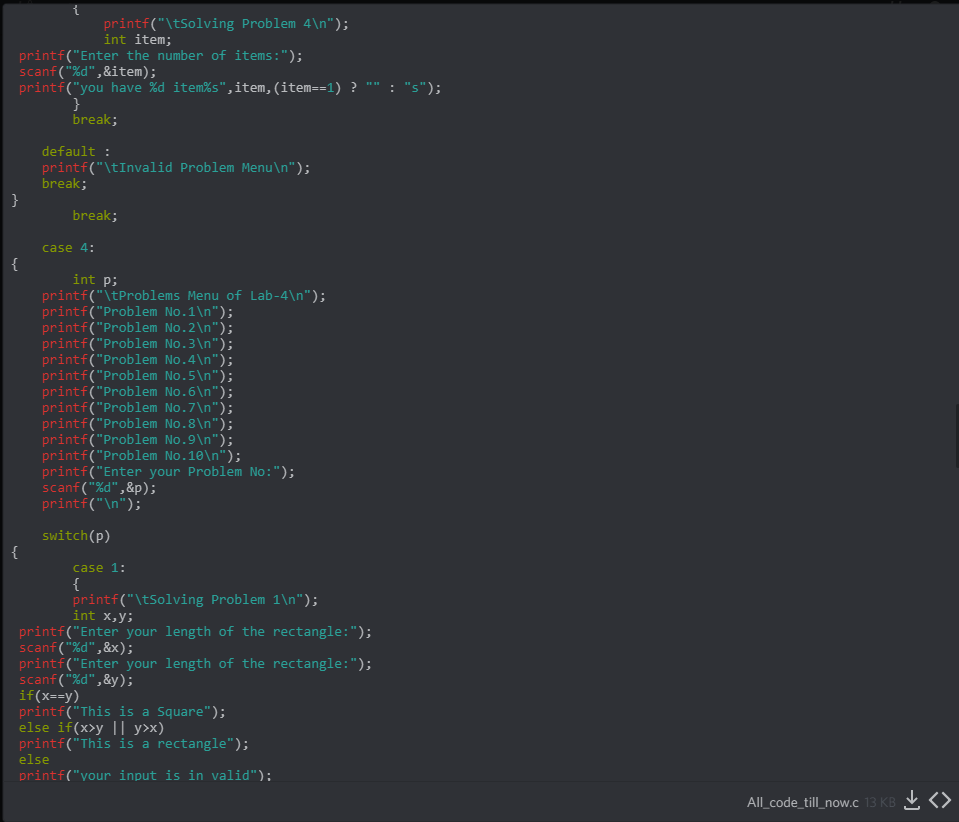 {
printf("\tSolving Problem 4\n");
int item;
printf("Enter the number of items:");
scanf("%d",&item);
printf("you have %d item%s",item,(item==1) ? "" : "s");
}
break;
default :
printf("\tInvalid Problem Menu\n");
break;
}
break;
case 4:
{
int p;
printf("\tProblems Menu of Lab-4\n");
printf("Problem No.1\n");
printf("Problem No.2\n");
printf("Problem No.3\n");
printf("Problem No.4\n");
printf("Problem No.5\n");
printf("Problem No.6\n");
printf("Problem No.7\n");
printf("Problem No.8\n");
printf("Problem No.9\n");
printf("Problem No.10\n");
printf("Enter your Problem No:");
scanf("%d",&p);
printf("\n");
switch(p)
{
case 1:
{
printf("\tSolving Problem 1\n");
int x,y;
printf("Enter your length of the rectangle:");
scanf("%d",&x);
printf("Enter your length of the rectangle:");
scanf("%d",&y);
if(x==y)
printf("This is a Square");
else if(x>y || y>x)
printf("This is a rectangle");
else
printf("your input is in valid");
All_code_till_now.c 13 KB